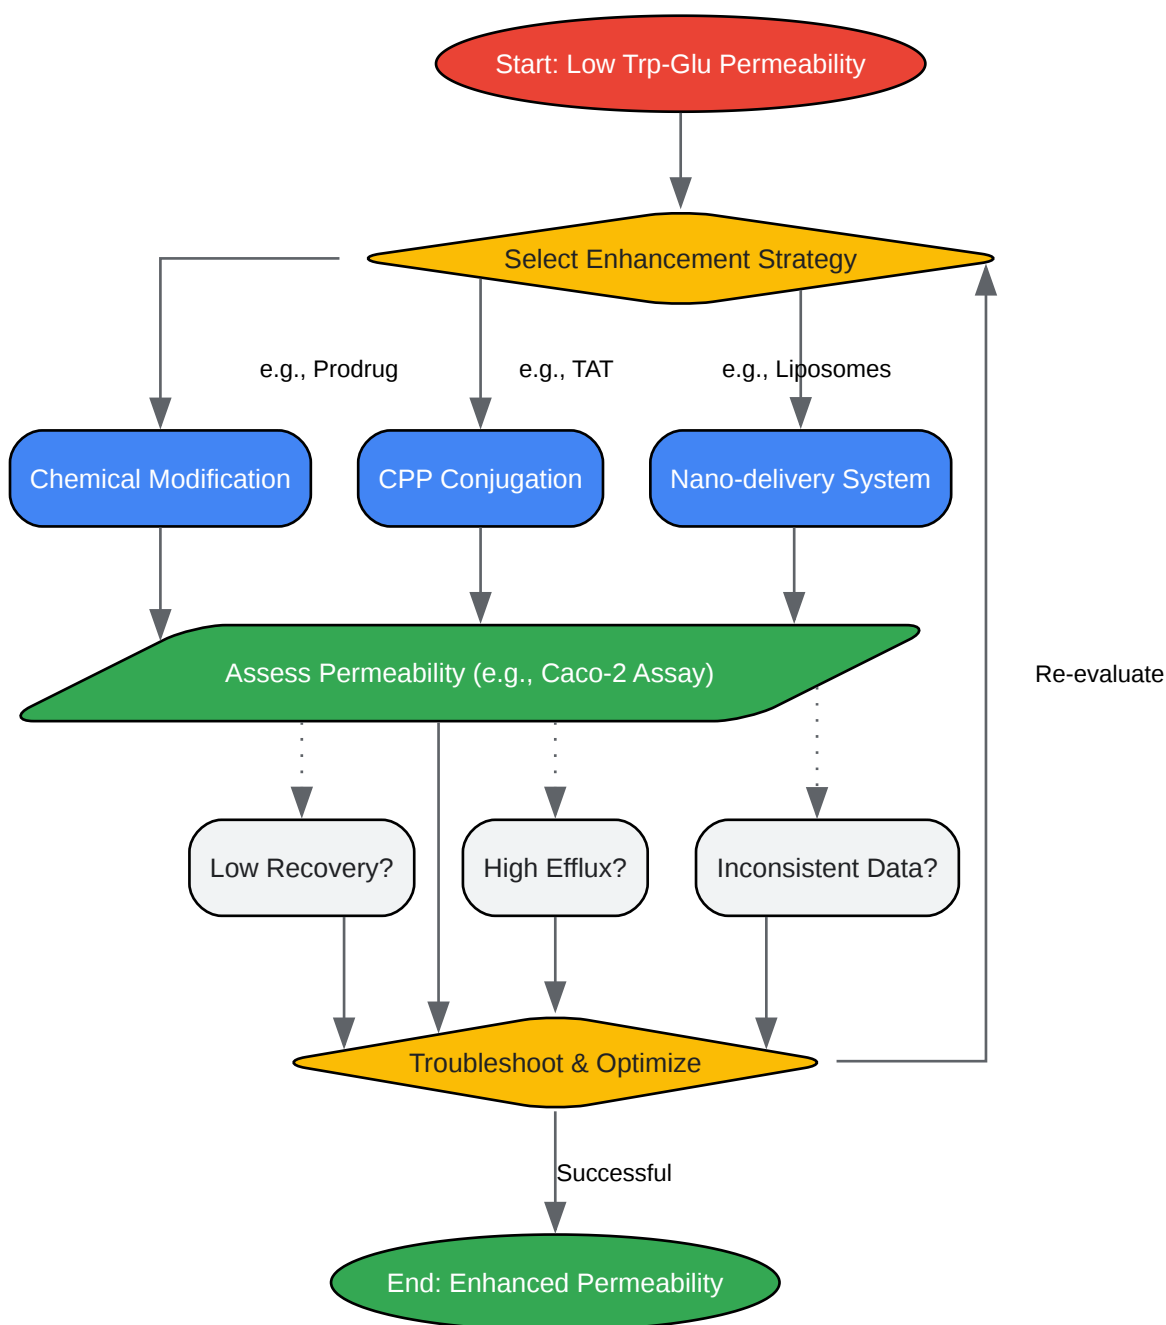 Start: Low Trp-Glu Permeability
Select Enhancement Strategy
e.g., Prodrug
e.g., TAT
e.g., Liposomes
Chemical Modification
CPP Conjugation
Nano-delivery System
Assess Permeability (e.g., Caco-2 Assay)
Re-evaluate
Low Recovery?
High Efflux?
Inconsistent Data?
Troubleshoot & Optimize
Successful
End: Enhanced Permeability